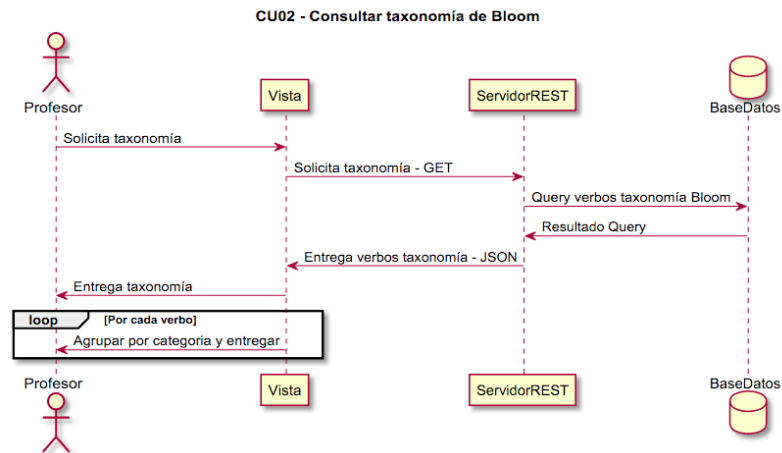 CU02 - Consultar taxonomía de Bloom
Profesor
Vista
ServidorREST
BaseDatos
Solicita taxonomía
Solicita taxonomía - GET
Query verbos taxonomía Bloom
Resultado Query
Entrega verbos taxonomía - JSON
Entrega taxonomía
loop [Por cada verbo]
Agrupar por categoria y entregar
Profesor
Vista
ServidorREST
BaseDatos